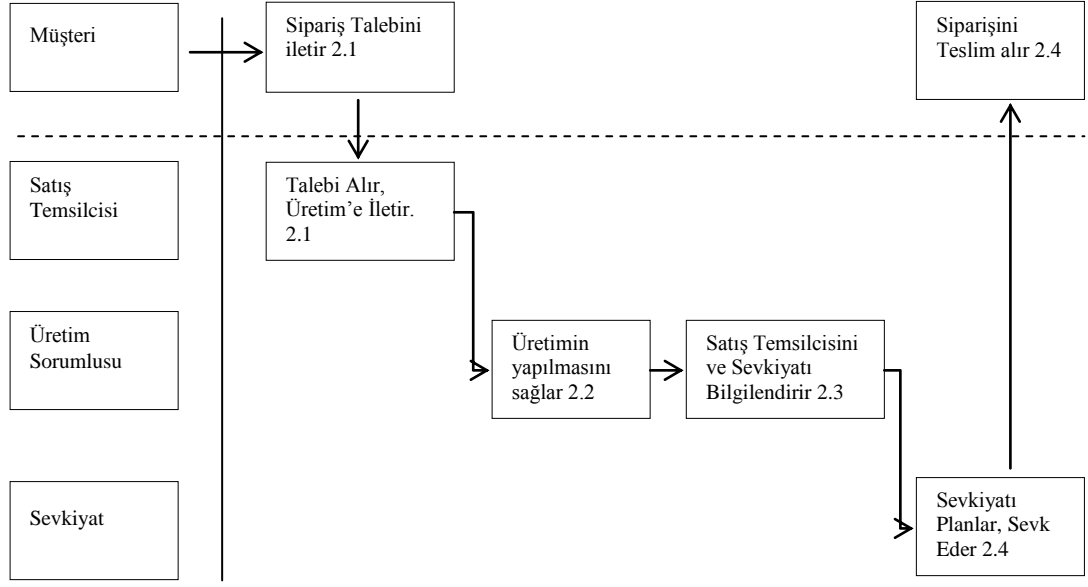 Müşteri
Sipariş Talebini
iletir 2.1
Siparişini
Teslim alır 2.4
Satış
Temsilcisi
Talebi Alır,
Üretim’e İletir.
2.1
Üretim
Sorumlusu
Üretimin
yapılmasını
sağlar 2.2
Satış Temsilcisini
ve Sevkiyatı
Bilgilendirir 2.3
Sevkiyat
Sevkiyatı
Planlar, Sevk
Eder 2.4